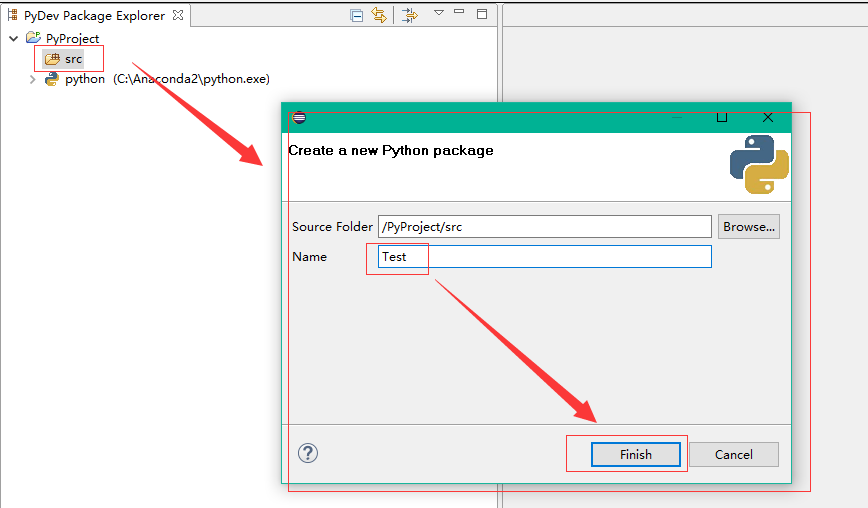 PyDev Package Explorer
PyProject
src
python (C:\Anaconda2\python.exe)
Create a new Python package
Source Folder /PyProject/src Browse...
Name Test
Finish Cancel